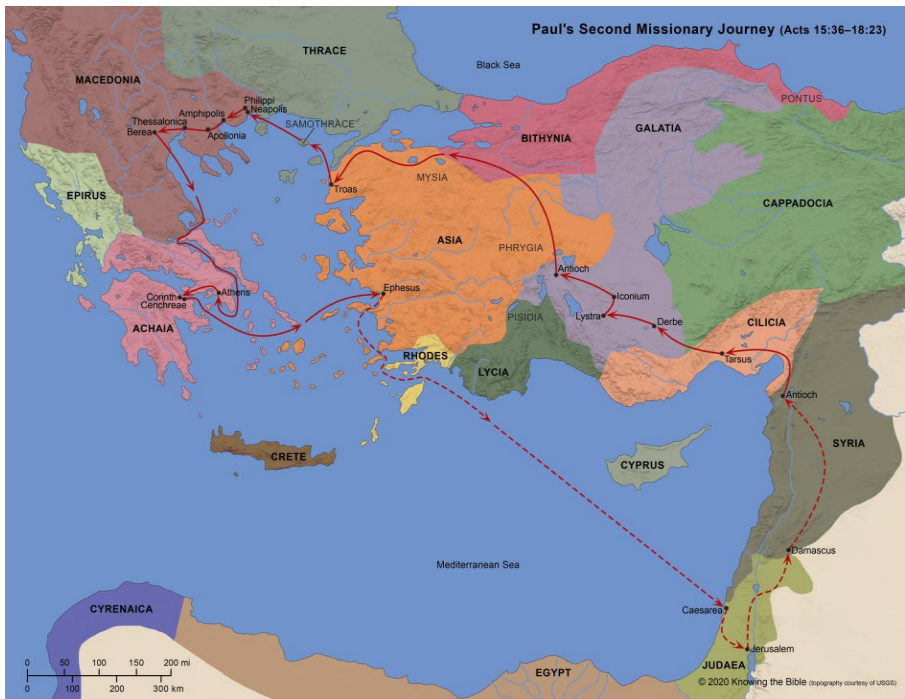 Paul's Second Missionary Journey (Acts 15:36–18:23)
THRACE
Black Sea
MACEDONIA
PONTUS
Philippi
Neapolis
Amphipolis
Thessalonica
Apollonia
Berea
SAMOTHRACE
BITHYNIA
GALATIA
MYSIA
Troas
EPIRUS
CAPPADOCIA
ASIA
PHRYGIA
Antioch
Ephesus
Athens
Corinth
Cenchreae
Iconium
Lystra
PISIDIA
Derbe
CILICIA
ACHAIA
RHODES
Tarsus
LYCIA
Antioch
SYRIA
CRETE
CYPRUS
Damascus
Mediterranean Sea
CYRENAICA
Caesarea
Jerusalem
JUDAEA
EGYPT
0 50 100 150 200 mi
0 100 200 300 km
© 2020 Knowing the Bible (topography courtesy of USGS)